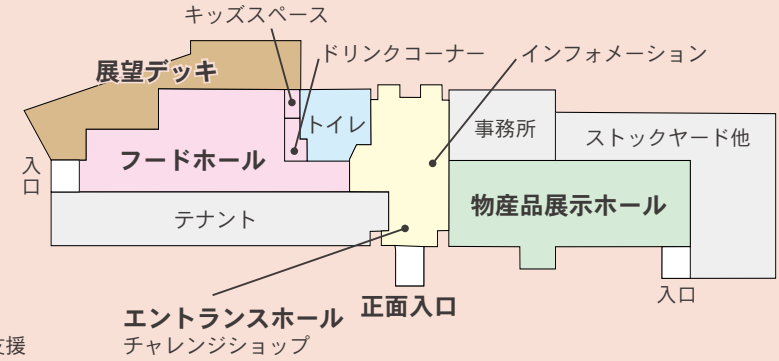 キッズスペース
ドリンクコーナー
インフォメーション
展望デッキ
トイレ
事務所
ストックヤード他
フードホール
入口
物産品展示ホール
テナント
入口
正面入口
エントランスホール
チャレンジショップ
支援